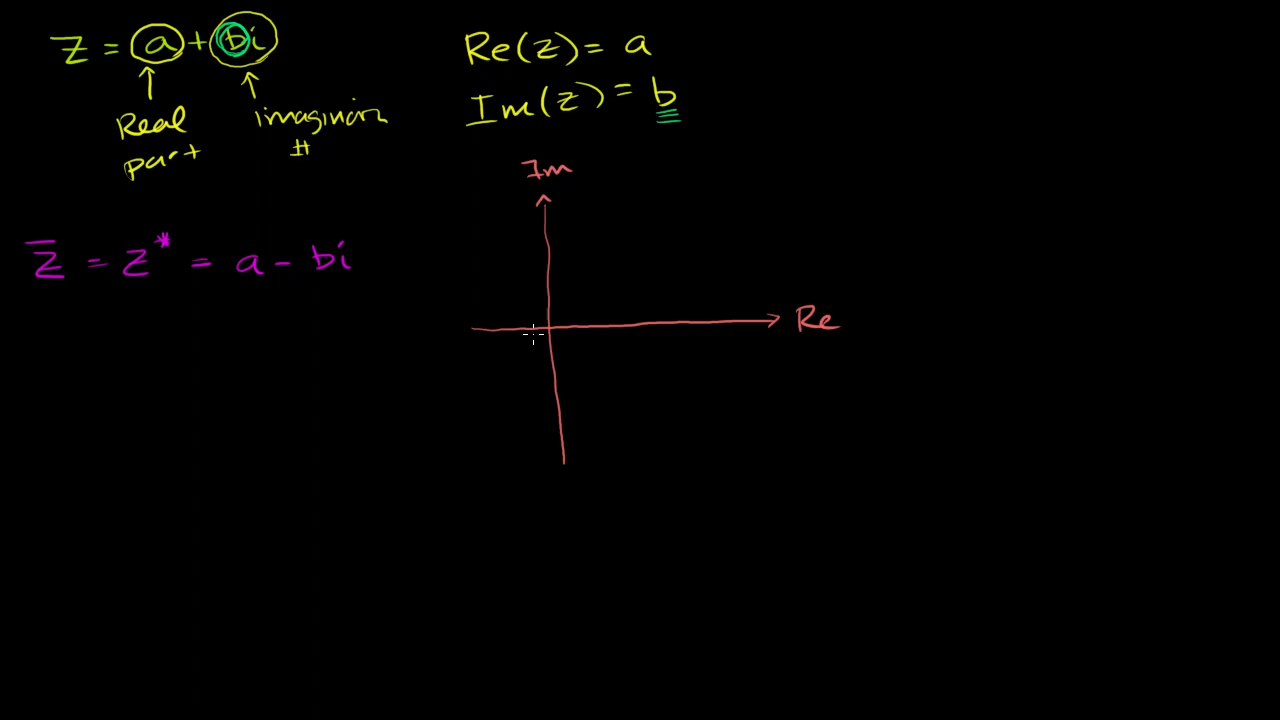 z = a + bi
Real part
imaginary #
Re(z) = a
Im(z) = b
z̅ = z* = a - bi
Im
Re